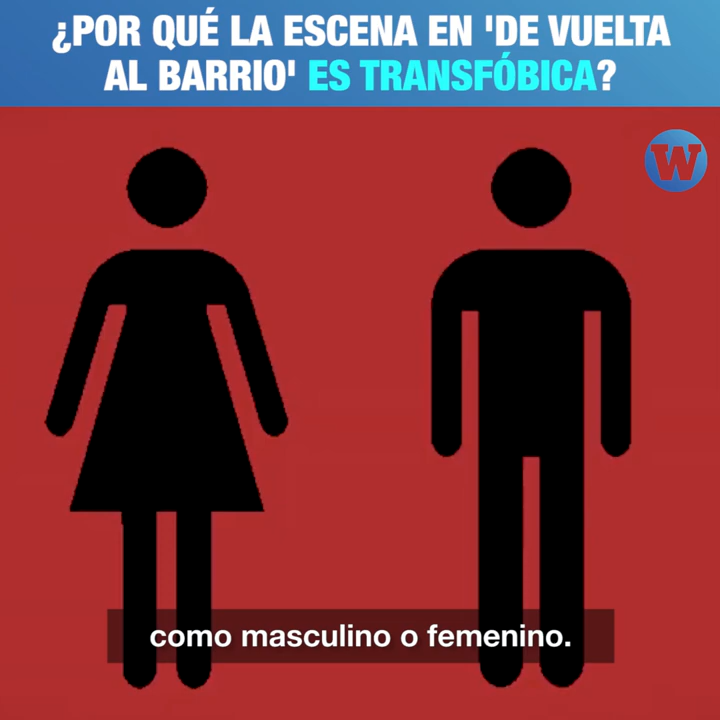 ¿POR QUÉ LA ESCENA EN 'DE VUELTA
AL BARRIO' ES TRANSFÓBICA?
W
como masculino o femenino.